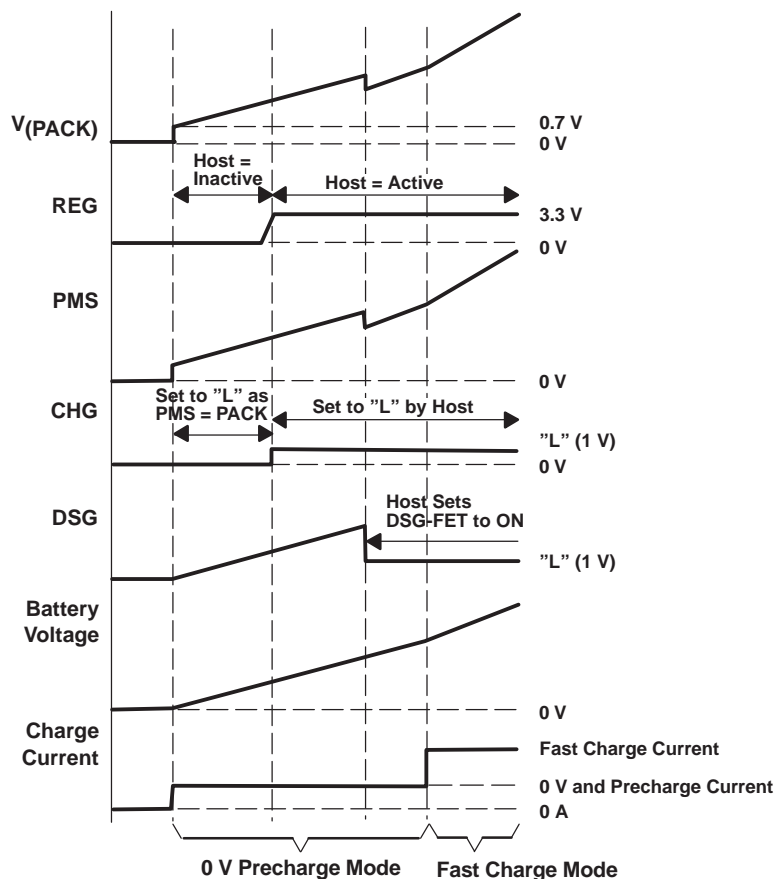 V(PACK)
0.7 V
0 V
Host =
Inactive
Host = Active
REG
3.3 V
0 V
PMS
0 V
Set to ”L” as
PMS = PACK
Set to ”L” by Host
CHG
”L” (1 V)
0 V
Host Sets
DSG-FET to ON
DSG
”L” (1 V)
Battery
Voltage
0 V
Charge
Current
Fast Charge Current
0 V and Precharge Current
0 A
0 V Precharge Mode
Fast Charge Mode